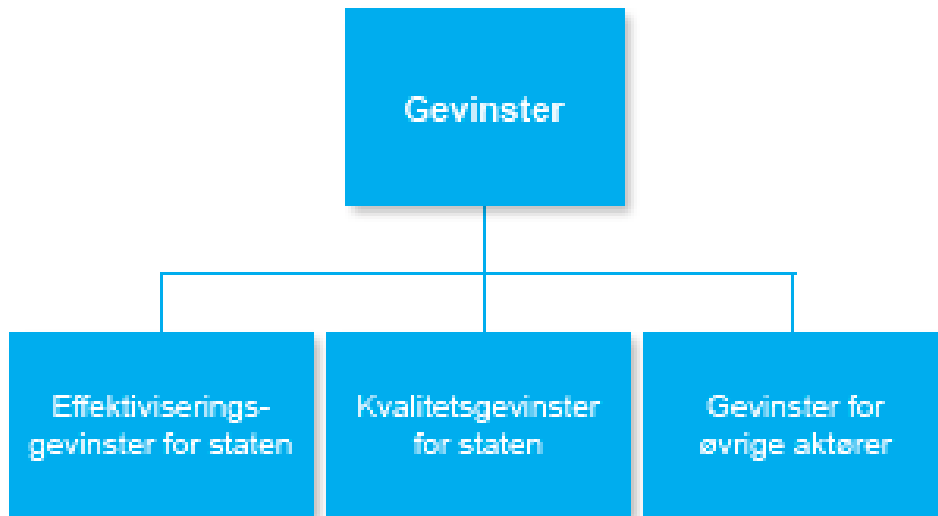 Gevinster
Effektiviserings-
gevinster for staten
Kvalitetsgevinster
for staten
Gevinster for
øvrige aktører